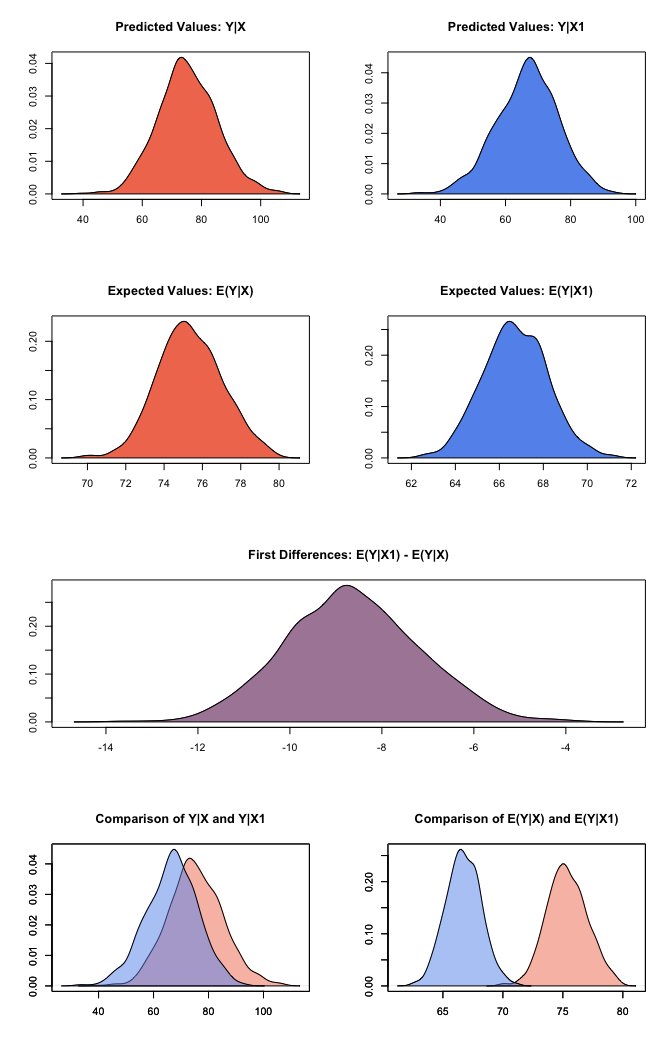 Predicted Values: Y|X
0.00 0.01 0.02 0.03 0.04
40 60 80 100
Predicted Values: Y|X1
0.00 0.01 0.02 0.03 0.04
40 60 80 100
Expected Values: E(Y|X)
0.00 0.10 0.20
70 72 74 76 78 80
Expected Values: E(Y|X1)
0.00 0.10 0.20
62 64 66 68 70 72
First Differences: E(Y|X1) - E(Y|X)
0.00 0.10 0.20
-14 -12 -10 -8 -6 -4
Comparison of Y|X and Y|X1
0.00 0.01 0.02 0.03 0.04
40 60 80 100
Comparison of E(Y|X) and E(Y|X1)
0.00 0.10 0.20
65 70 75 80